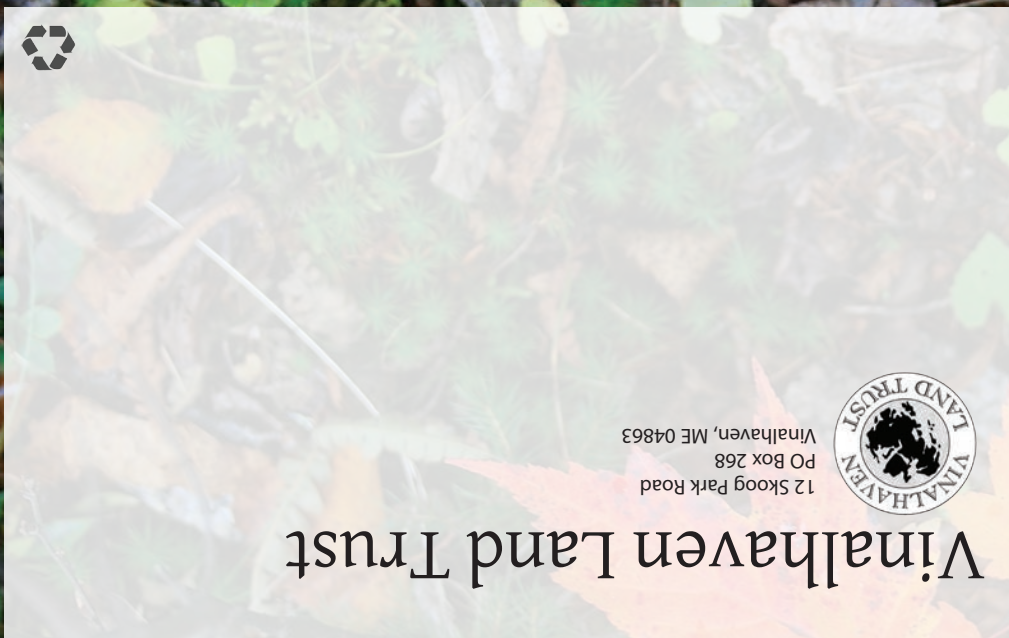 Vinalhaven Land Trust
12 Skoog Park Road
PO Box 268
Vinalhaven, ME 04863
VINALHAVEN LAND TRUST